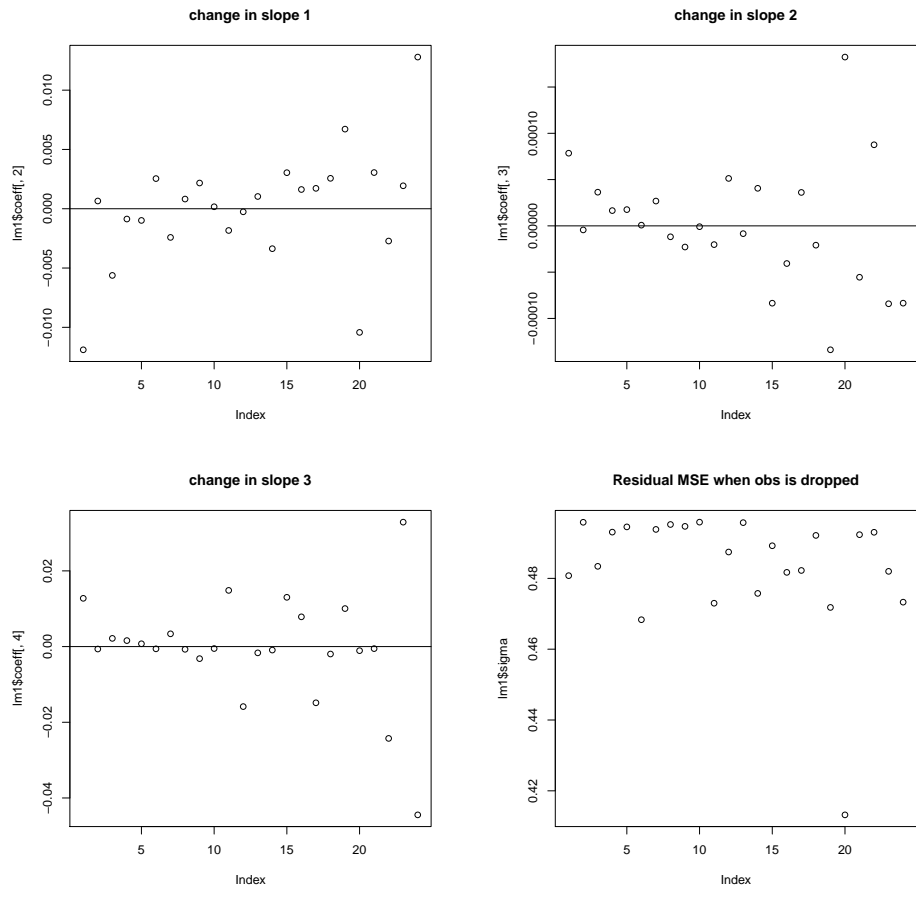 change in slope 1
lm1$coeff[, 2]
0.010
0.005
0.000
−0.005
−0.010
5 10 15 20
Index
change in slope 2
lm1$coeff[, 3]
0.00010
0.00000
−0.00010
5 10 15 20
Index
change in slope 3
lm1$coeff[, 4]
0.02
0.00
−0.02
−0.04
5 10 15 20
Index
Residual MSE when obs is dropped
lm1$sigma
0.48
0.46
0.44
0.42
5 10 15 20
Index